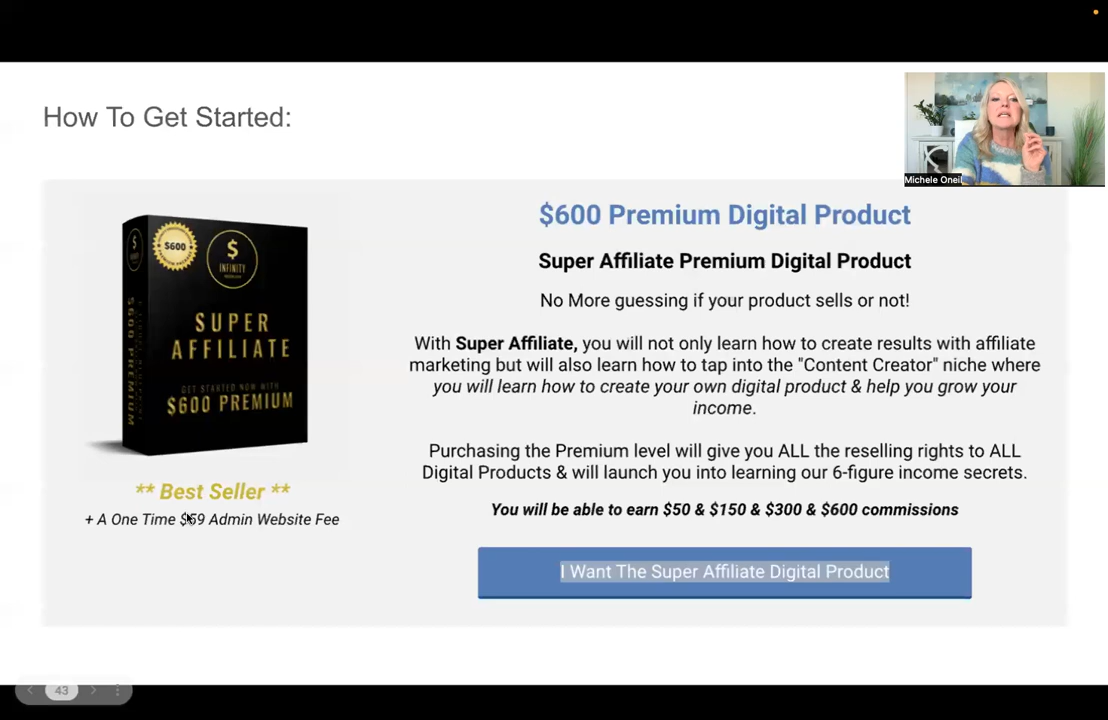 How To Get Started:
Michele Oneil
$600 Premium Digital Product
Super Affiliate Premium Digital Product
No More guessing if your product sells or not!
With Super Affiliate, you will not only learn how to create results with affiliate
marketing but will also learn how to tap into the "Content Creator" niche where
you will learn how to create your own digital product & help you grow your
income.
Purchasing the Premium level will give you ALL the reselling rights to ALL
Digital Products & will launch you into learning our 6-figure income secrets.
You will be able to earn $50 & $150 & $300 & $600 commissions
I Want The Super Affiliate Digital Product
$600
$
INFINITY
SUPER
AFFILIATE
GET STARTED NOW WITH
$600 PREMIUM
$600 PREMIUM
** Best Seller **
+ A One Time $59 Admin Website Fee
43